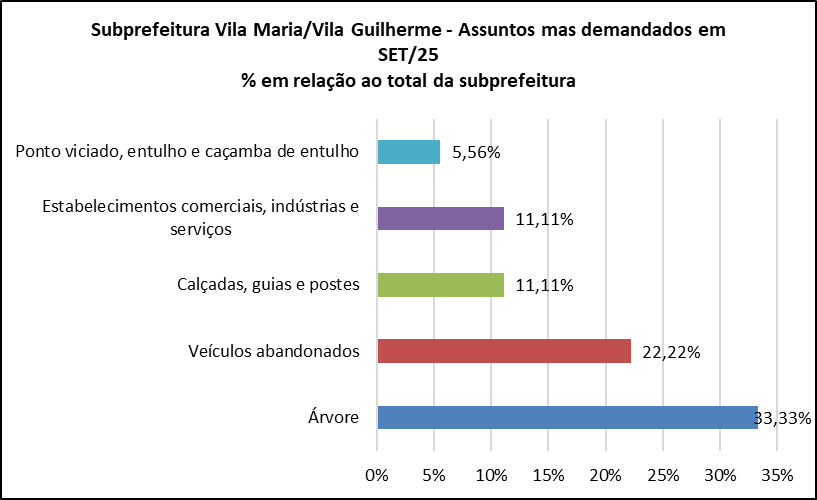 Subprefeitura Vila Maria/Vila Guilherme - Assuntos mas demandados em
SET/25
% em relação ao total da subprefeitura
Ponto viciado, entulho e caçamba de entulho
5,56%
Estabelecimentos comerciais, indústrias e
serviços
11,11%
Calçadas, guias e postes
11,11%
Veículos abandonados
22,22%
Árvore
33,33%
0% 5% 10% 15% 20% 25% 30% 35%